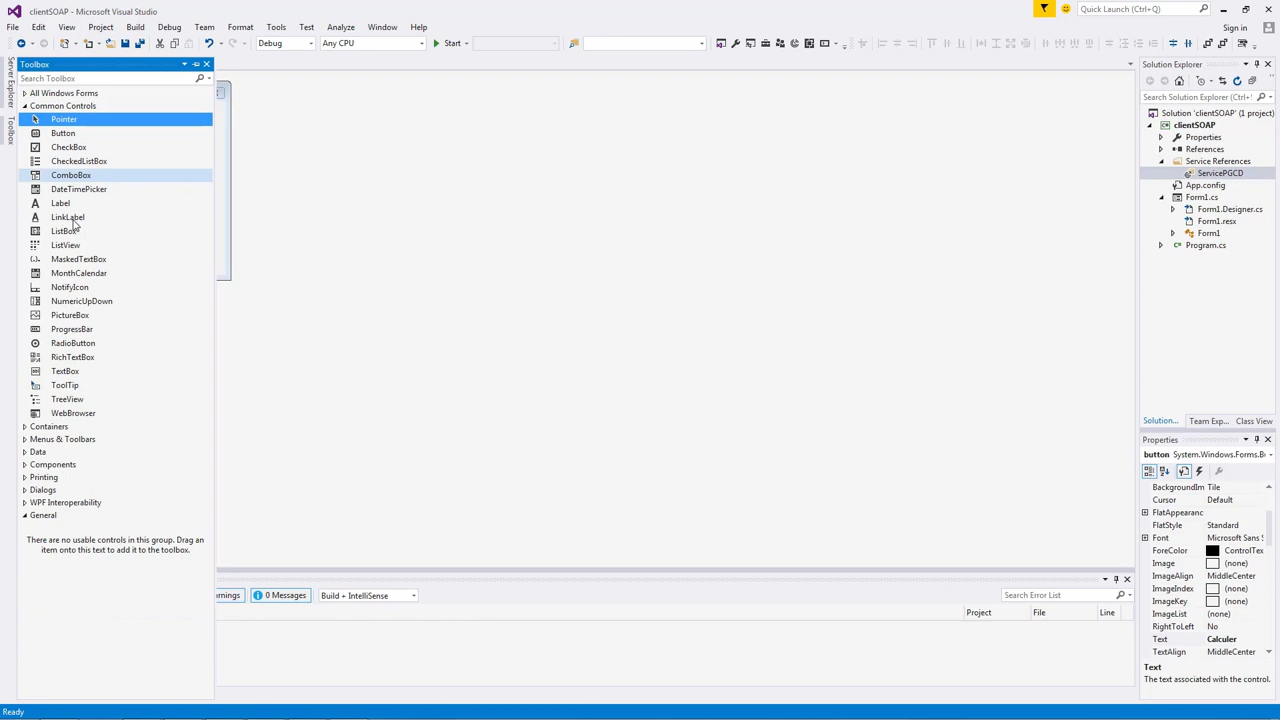 clientSOAP - Microsoft Visual Studio
Quick Launch (Ctrl+Q)
File Edit View Project Build Debug Team Format Tools Test Analyze Window Help
Sign in
Debug Any CPU Start
Server Explorer
Toolbox
Toolbox
Search Toolbox
All Windows Forms
Common Controls
Pointer
Button
CheckBox
CheckedListBox
ComboBox
DateTimePicker
Label
LinkLabel
ListBox
ListView
MaskedTextBox
MonthCalendar
NotifyIcon
NumericUpDown
PictureBox
ProgressBar
RadioButton
RichTextBox
TextBox
ToolTip
TreeView
WebBrowser
Containers
Menus & Toolbars
Data
Components
Printing
Dialogs
WPF Interoperability
General
There are no usable controls in this group. Drag an
item onto this text to add it to the toolbox.
rnings 0 Messages Build + IntelliSense Search Error List
Project File Line
Solution Explorer
Search Solution Explorer (Ctrl+!
Solution 'clientSOAP' (1 project)
clientSOAP
Properties
References
Service References
ServicePGCD
App.config
Form1.cs
Form1.Designer.cs
Form1.resx
Form1
Program.cs
Solution... Team Exp... Class View
Properties
button System.Windows.Forms.B
BackgroundIm Tile
Cursor Default
FlatAppearanc
FlatStyle Standard
Font Microsoft Sans S
ForeColor ControlTex
Image (none)
ImageAlign MiddleCenter
ImageIndex (none)
ImageKey (none)
ImageList (none)
RightToLeft No
Text Calculer
TextAlign MiddleCenter
Text
The text associated with the control.
Ready